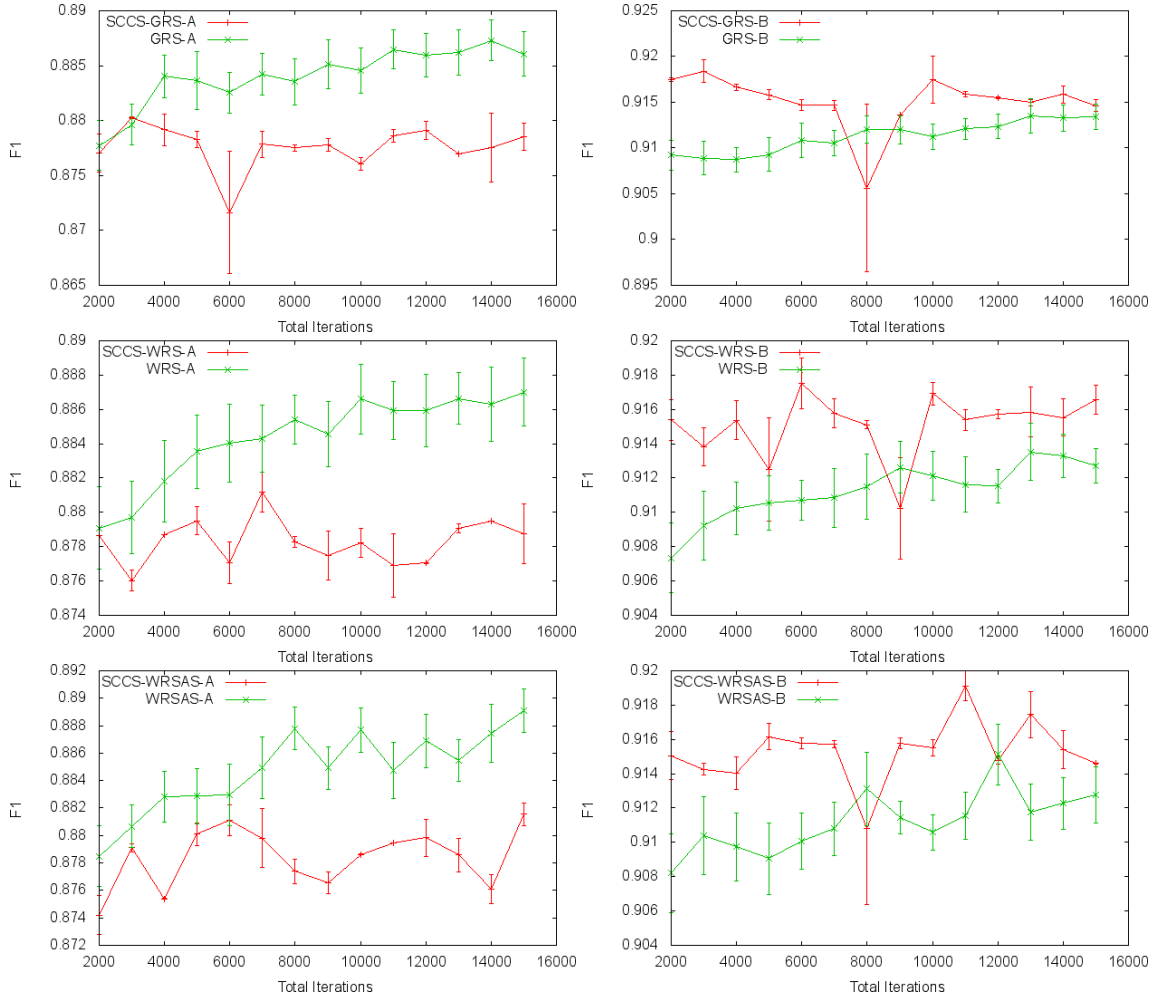 SCCS-GRS-A
GRS-A
0.89
0.885
0.88
0.875
0.87
0.865
F1
2000 4000 6000 8000 10000 12000 14000 16000
Total Iterations
SCCS-GRS-B
GRS-B
0.925
0.92
0.915
0.91
0.905
0.9
0.895
F1
2000 4000 6000 8000 10000 12000 14000 16000
Total Iterations
SCCS-WRS-A
WRS-A
0.89
0.888
0.886
0.884
0.882
0.88
0.878
0.876
0.874
F1
2000 4000 6000 8000 10000 12000 14000 16000
Total Iterations
SCCS-WRS-B
WRS-B
0.92
0.918
0.916
0.914
0.912
0.91
0.908
0.906
0.904
F1
2000 4000 6000 8000 10000 12000 14000 16000
Total Iterations
SCCS-WRSAS-A
WRSAS-A
0.892
0.89
0.888
0.886
0.884
0.882
0.88
0.878
0.876
0.874
0.872
F1
2000 4000 6000 8000 10000 12000 14000 16000
Total Iterations
SCCS-WRSAS-B
WRSAS-B
0.92
0.918
0.916
0.914
0.912
0.91
0.908
0.906
0.904
F1
2000 4000 6000 8000 10000 12000 14000 16000
Total Iterations